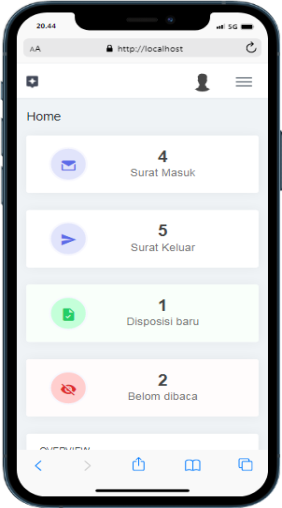 20.44
5G
AA
http://localhost
Home
4
Surat Masuk
5
Surat Keluar
1
Disposisi baru
2
Belom dibaca
OVERVIEW